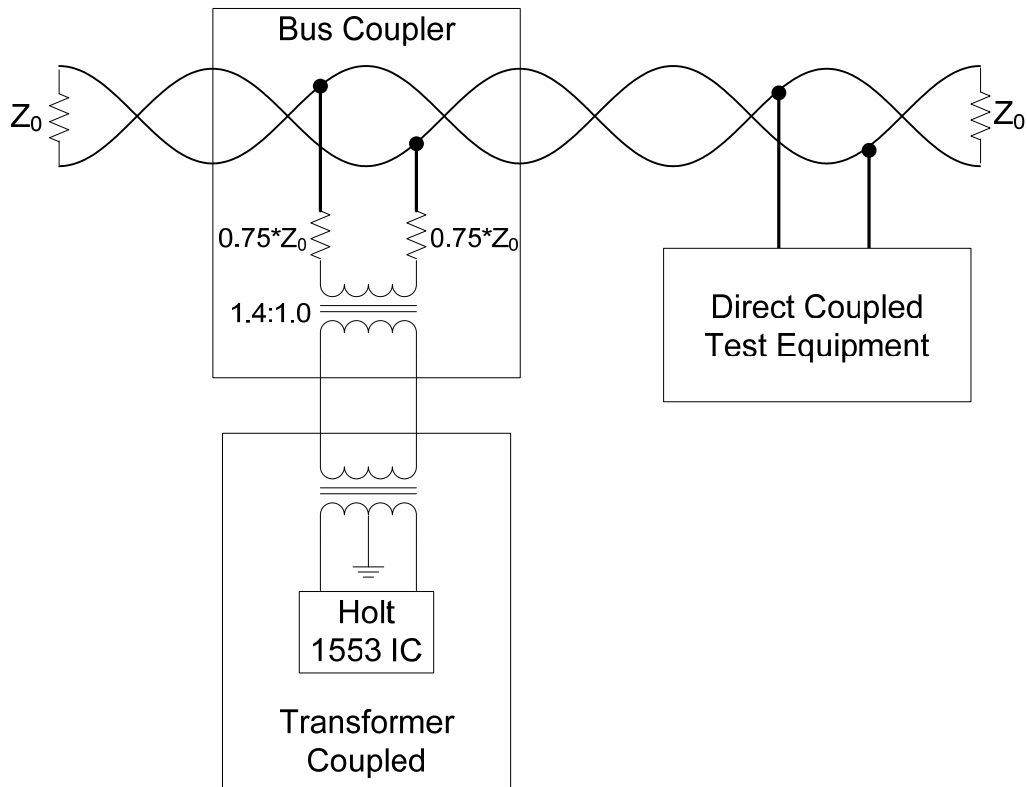 Bus Coupler
Z₀
Z₀
0.75*Z₀
0.75*Z₀
1.4:1.0
Direct Coupled
Test Equipment
Holt
1553 IC
Transformer
Coupled